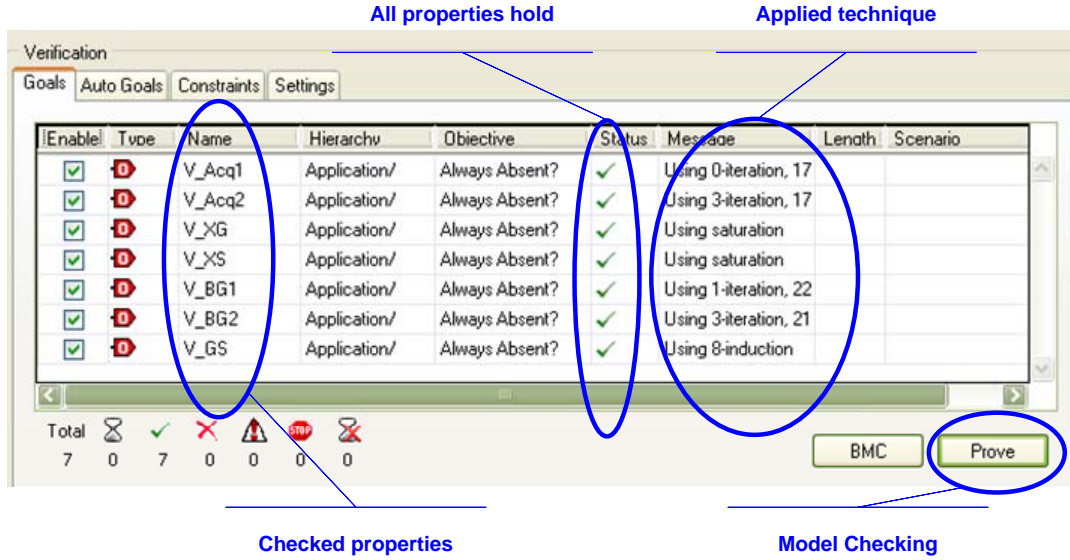 All properties hold Applied technique
Verification
Goals Auto Goals Constraints Settings
Enable Type Name Hierarchy Objective Status Message Length Scenario
V_Acq1 Application/ Always Absent? Using 0-iteration, 17
V_Acq2 Application/ Always Absent? Using 3-iteration, 17
V_XG Application/ Always Absent? Using saturation
V_XS Application/ Always Absent? Using saturation
V_BG1 Application/ Always Absent? Using 1-iteration, 22
V_BG2 Application/ Always Absent? Using 3-iteration, 21
V_GS Application/ Always Absent? Using 8-induction
Total STOP
7 0 7 0 0 0 0 BMC Prove
Checked properties Model Checking